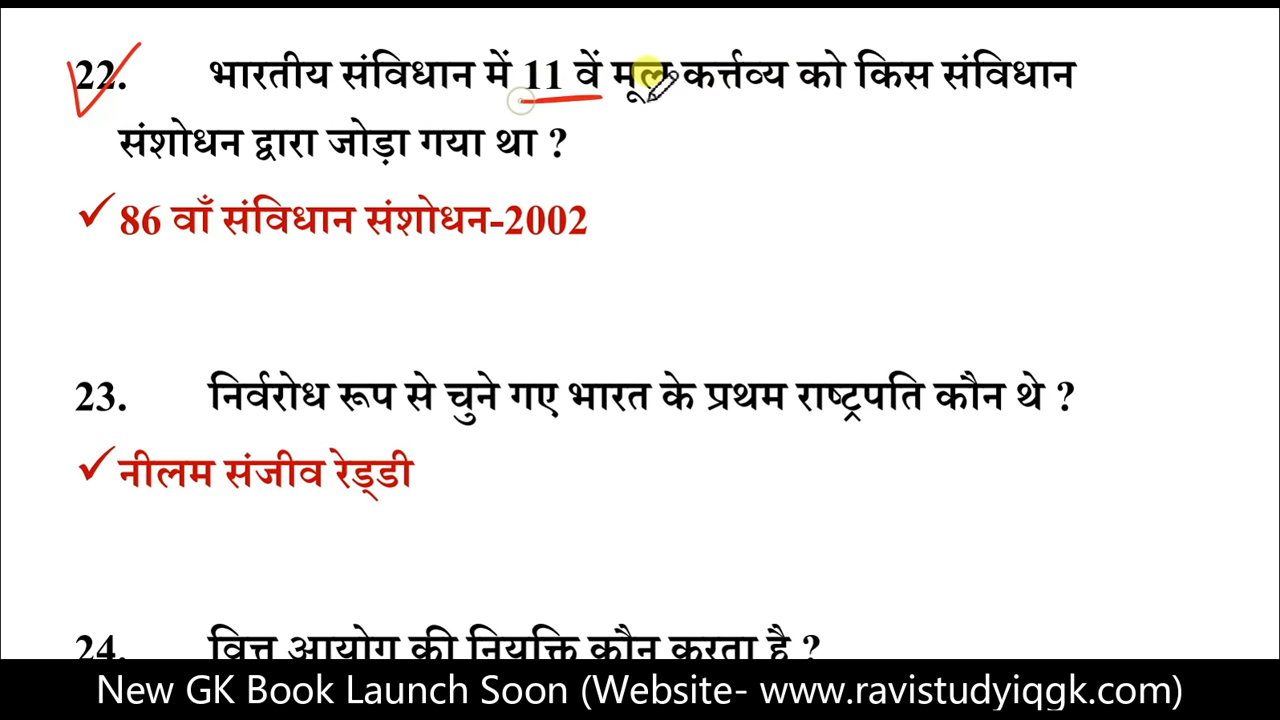 22. भारतीय संविधान में 11 वें मूल कर्त्तव्य को किस संविधान
संशोधन द्वारा जोड़ा गया था ?
✓ 86 वाँ संविधान संशोधन-2002
23. निर्वरोध रूप से चुने गए भारत के प्रथम राष्ट्रपति कौन थे ?
✓ नीलम संजीव रेड्डी
24. वित्त आयोग की नियुक्ति कौन करता है ?
New GK Book Launch Soon (Website- www.ravistudyiqgk.com)